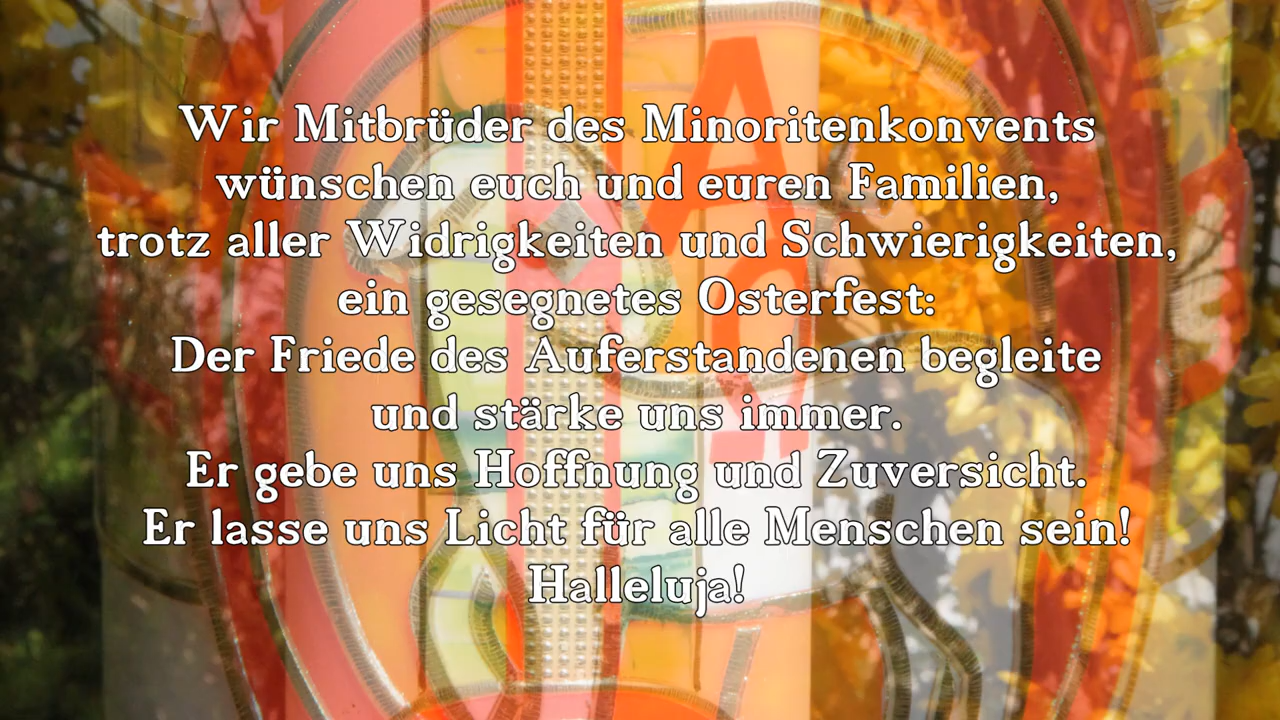 Wir Mitbrüder des Minoritenkonvents
wünschen euch und euren Familien,
trotz aller Widrigkeiten und Schwierigkeiten,
ein gesegnetes Osterfest:
Der Friede des Auferstandenen begleite
und stärke uns immer.
Er gebe uns Hoffnung und Zuversicht.
Er lasse uns Licht für alle Menschen sein!
Halleluja!